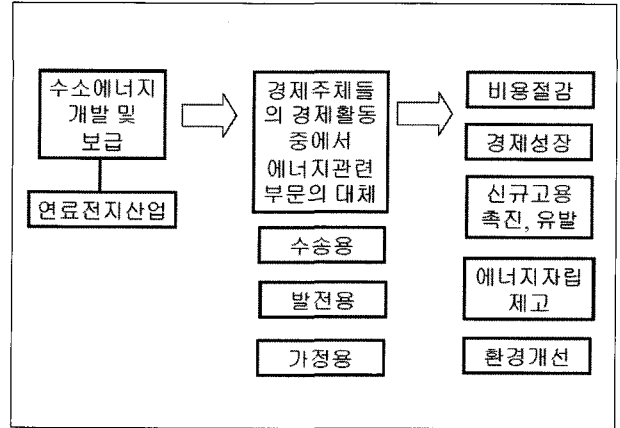 수소에너지
개발 및
보급
연료전지산업
경제주체들
의 경제활동
중에서
에너지관련
부문의 대체
수송용
발전용
가정용
비용절감
경제성장
신규고용
촉진, 유발
에너지자립
제고
환경개선